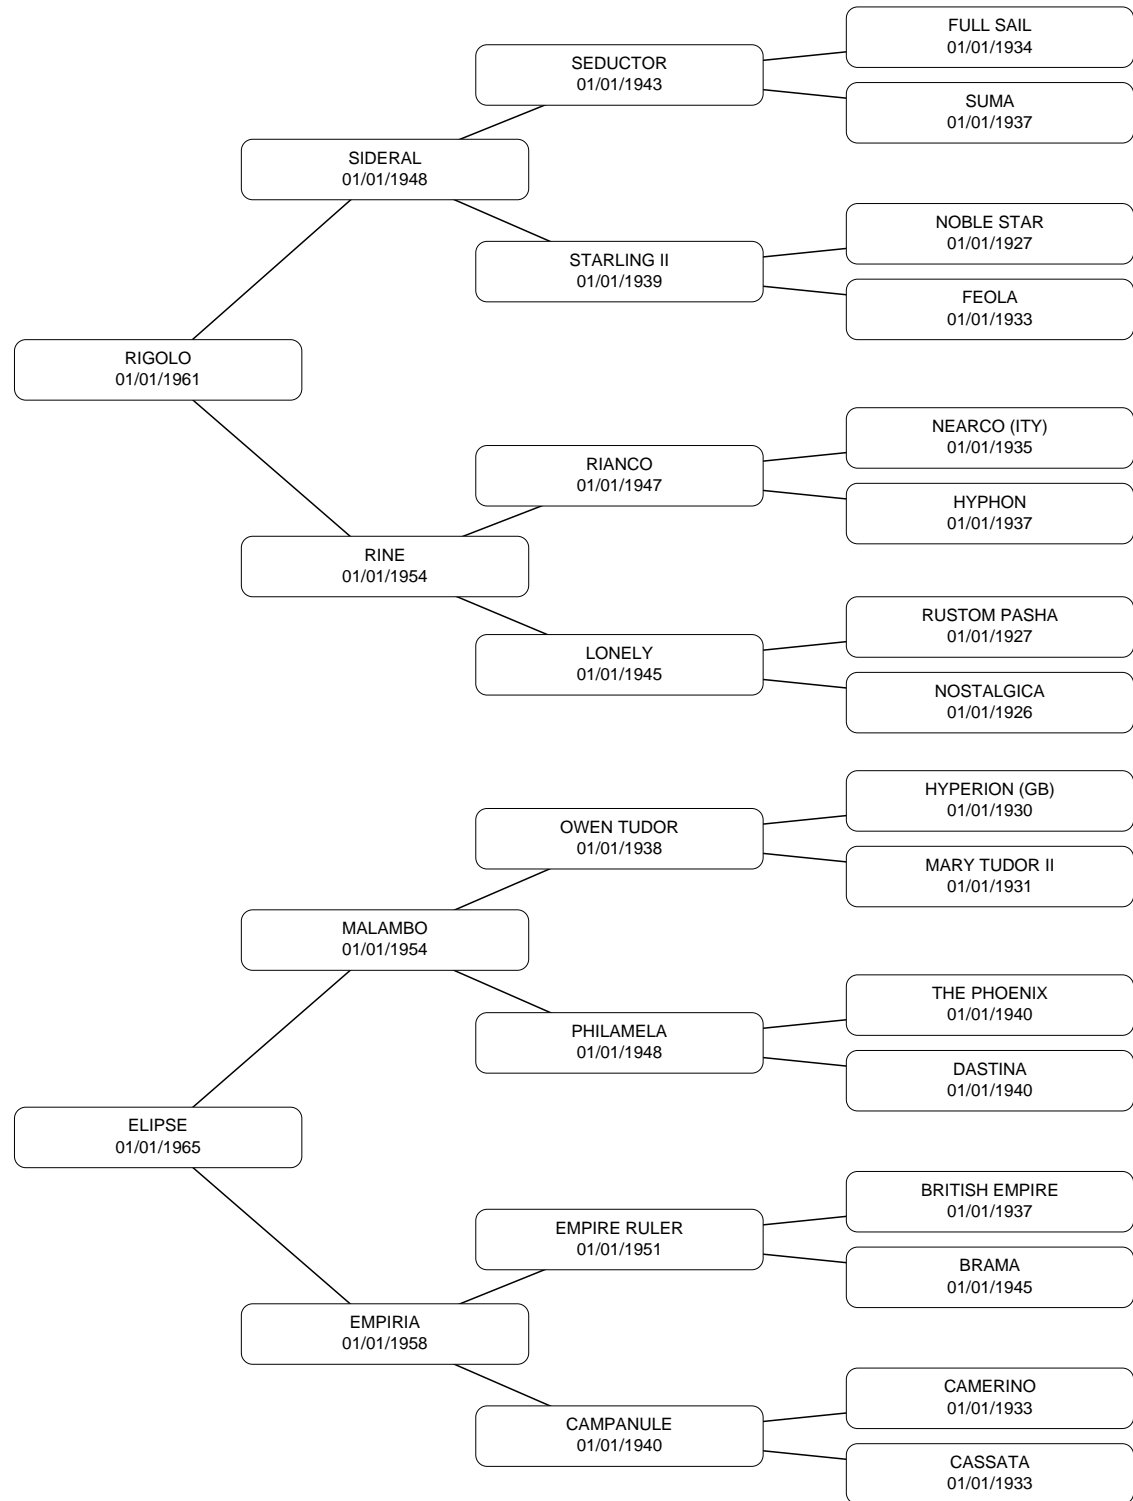 FULL SAIL
01/01/1934
SEDUCTOR
01/01/1943
SUMA
01/01/1937
SIDERAL
01/01/1948
NOBLE STAR
01/01/1927
STARLING II
01/01/1939
FEOLA
01/01/1933
RIGOLO
01/01/1961
NEARCO (ITY)
01/01/1935
RIANCO
01/01/1947
HYPHON
01/01/1937
RINE
01/01/1954
RUSTOM PASHA
01/01/1927
LONELY
01/01/1945
NOSTALGICA
01/01/1926
HYPERION (GB)
01/01/1930
OWEN TUDOR
01/01/1938
MARY TUDOR II
01/01/1931
MALAMBO
01/01/1954
THE PHOENIX
01/01/1940
PHILAMELA
01/01/1948
DASTINA
01/01/1940
ELIPSE
01/01/1965
BRITISH EMPIRE
01/01/1937
EMPIRE RULER
01/01/1951
BRAMA
01/01/1945
EMPIRIA
01/01/1958
CAMERINO
01/01/1933
CAMPANULE
01/01/1940
CASSATA
01/01/1933